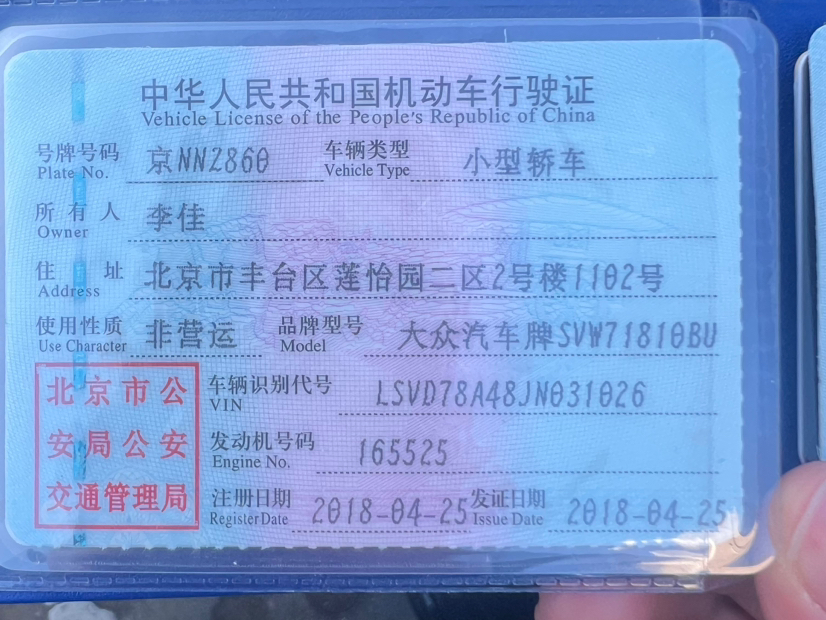 中华人民共和国机动车行驶证
Vehicle License of the People's Republic of China
号牌号码 京NN2860 车辆类型 小型轿车
Plate No. Vehicle Type
所有人 李佳
Owner
住址 北京市丰台区莲怡园二区2号楼1102号
Address
使用性质 非营运 品牌型号 大众汽车牌SVW71810BU
Use Character Model
北京市公 车辆识别代号 LSVD78A48JN031026
VIN
安局公安 发动机号码 165525
Engine No.
交通管理局 注册日期 2018-04-25 发证日期 2018-04-25
Register Date Issue Date